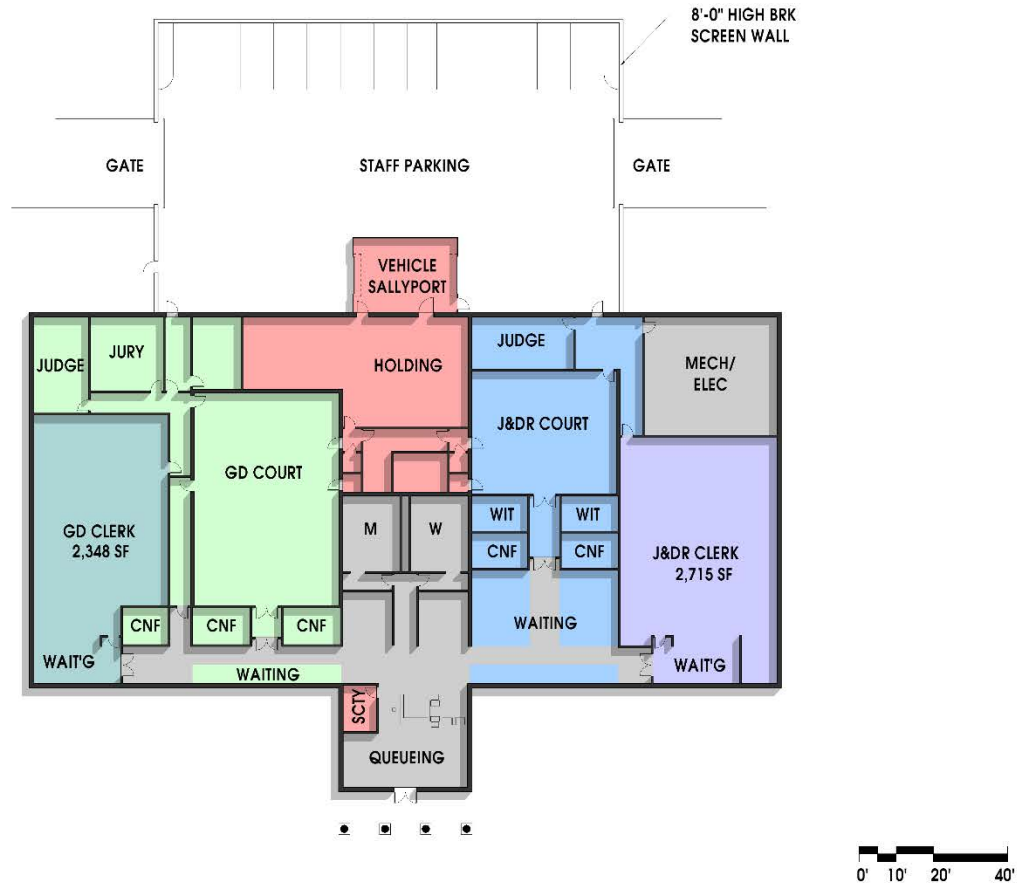 8'-0" HIGH BRK
SCREEN WALL
GATE
STAFF PARKING
GATE
VEHICLE
SALLYPORT
JUDGE
JURY
HOLDING
JUDGE
MECH/
ELEC
GD COURT
J&DR COURT
GD CLERK
2,348 SF
M
W
WIT
WIT
CNF
CNF
J&DR CLERK
2,715 SF
CNF
CNF
CNF
WAITING
WAIT'G
WAITING
WAIT'G
SCTY
QUEUEING
0' 10' 20' 40'